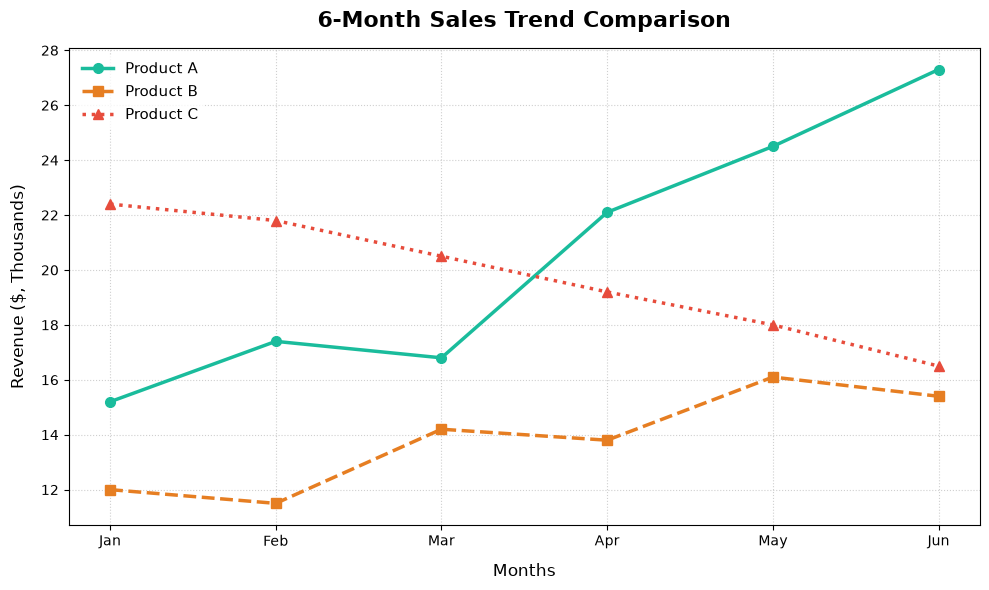 6-Month Sales Trend Comparison
Product A
Product B
Product C
Revenue ($, Thousands)
28
26
24
22
20
18
16
14
12
Jan Feb Mar Apr May Jun
Months